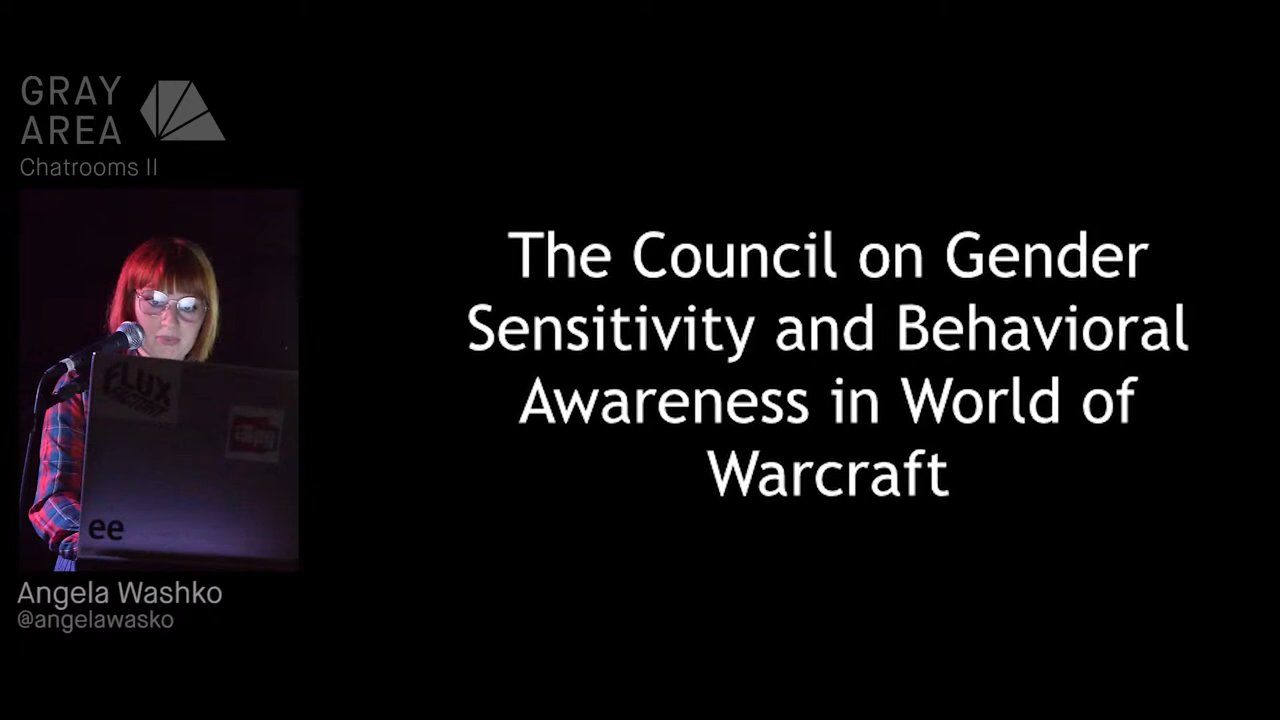 GRAY
AREA
Chatrooms II
The Council on Gender
Sensitivity and Behavioral
Awareness in World of
Warcraft
FLUX
ee
Angela Washko
@angelawasko